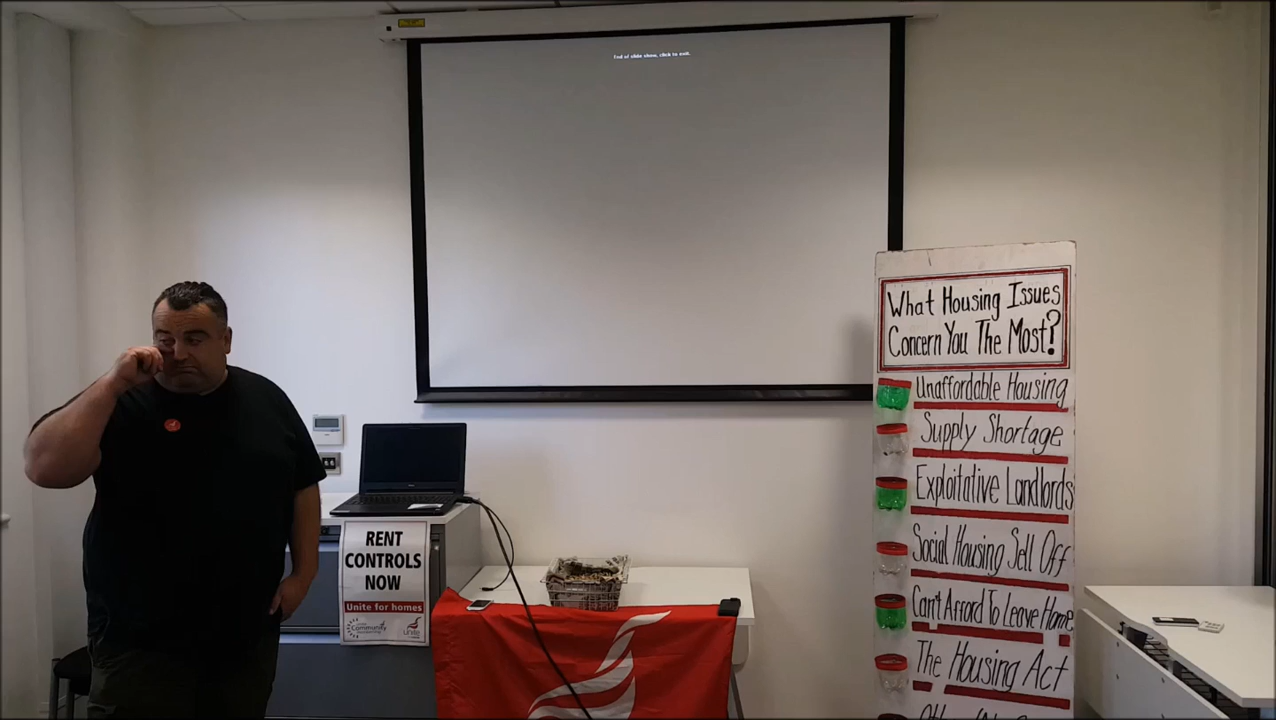 End of slide show, click to exit.
What Housing Issues
Concern You The Most?
Unaffordable Housing
Supply Shortage
Exploitative Landlords
Social Housing Sell Off
Can't Afford To Leave Home
The Housing Act
RENT
CONTROLS
NOW
Unite for homes
Community
unite